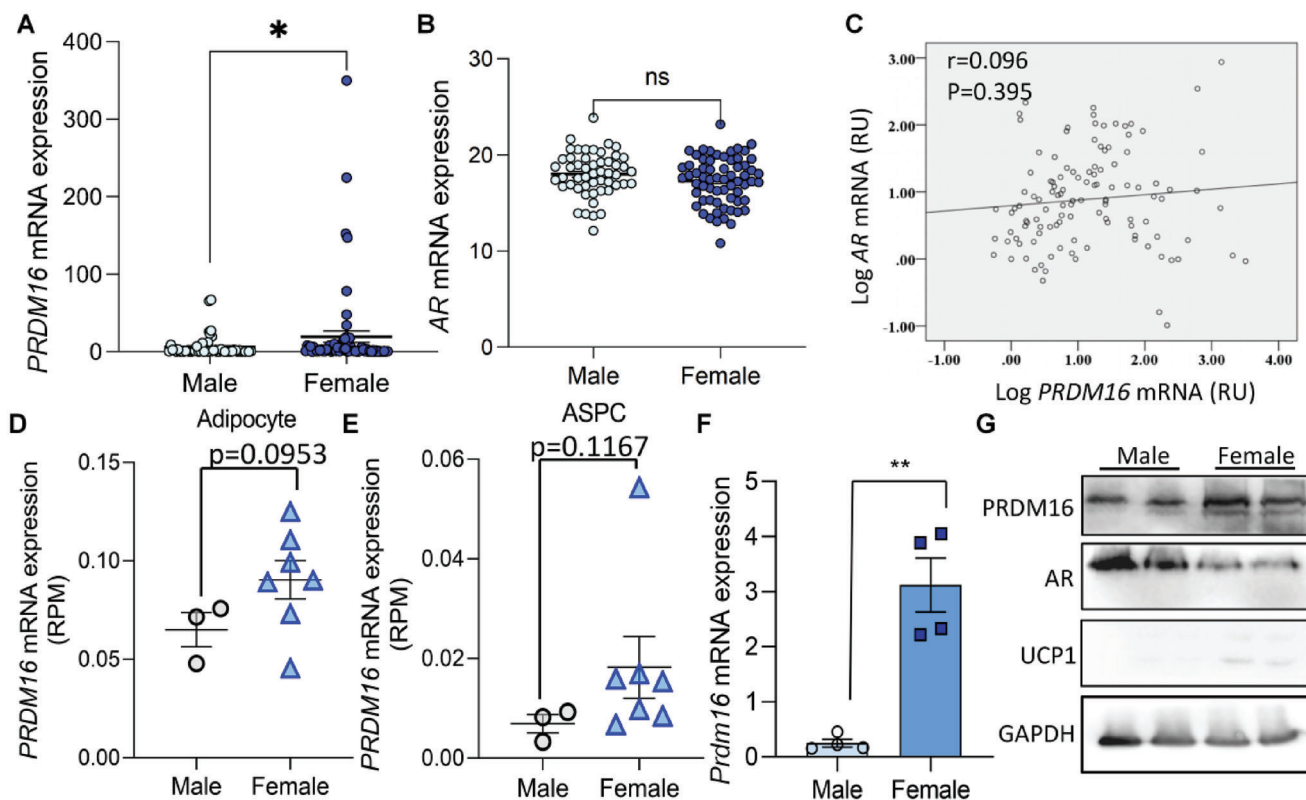 A
PRDM16 mRNA expression
400
300
200
100
0
*
Male
Female
B
AR mRNA expression
30
20
10
0
ns
Male
Female
C
r=0.096
P=0.395
Log AR mRNA (RU)
3.00
2.00
1.00
.00
-1.00
-1.00
.00
1.00
2.00
3.00
4.00
Log PRDM16 mRNA (RU)
D
Adipocyte
p=0.0953
PRDM16 mRNA expression
(RPM)
0.15
0.10
0.05
0.00
Male
Female
E
ASPC
p=0.1167
PRDM16 mRNA expression
(RPM)
0.06
0.04
0.02
0.00
Male
Female
F
Prdm16 mRNA expression
5
4
3
2
1
0
**
Male
Female
G
Male
Female
PRDM16
AR
UCP1
GAPDH